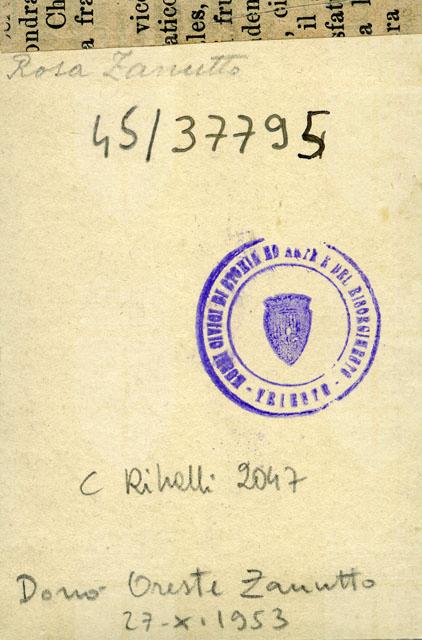 Rosa Zanutto
45/37795
MUSEI CIVICI DI STORIA ED ARTE E DEL RISORGIMENTO - TRIESTE -
C Rihelli 2047
Donò Oreste Zanutto
27-X-1953